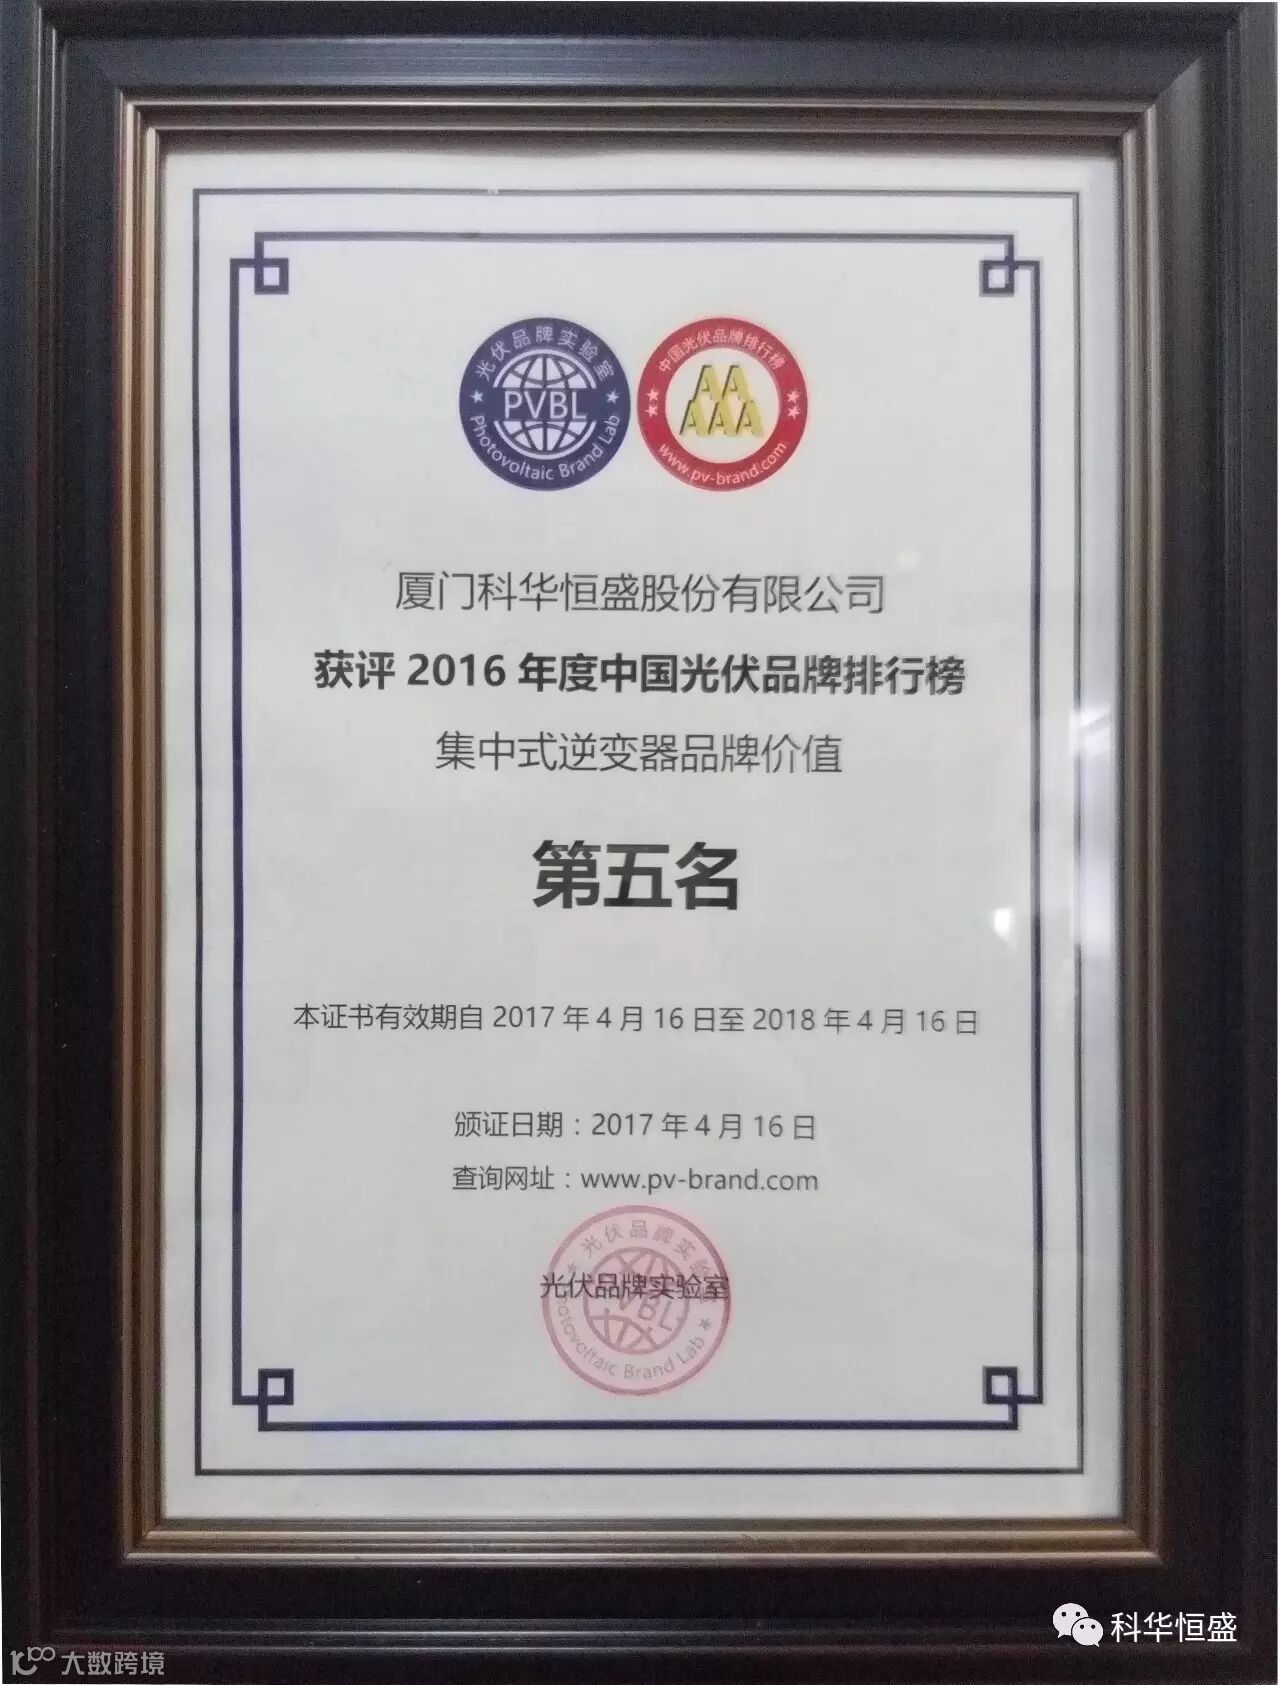 光伏品牌实验室
PVBL
Photovoltaic Brand Lab
中国光伏品牌排行榜
AA
AAA
www.pv-brand.com
厦门科华恒盛股份有限公司
获评 2016 年度中国光伏品牌排行榜
集中式逆变器品牌价值
第五名
本证书有效期自 2017 年 4 月 16 日至 2018 年 4 月 16 日
颁证日期：2017 年 4 月 16 日
查询网址：www.pv-brand.com
光伏品牌实验室
光伏品牌实验室
PVBL
Photovoltaic Brand Lab
科华恒盛
大数跨境